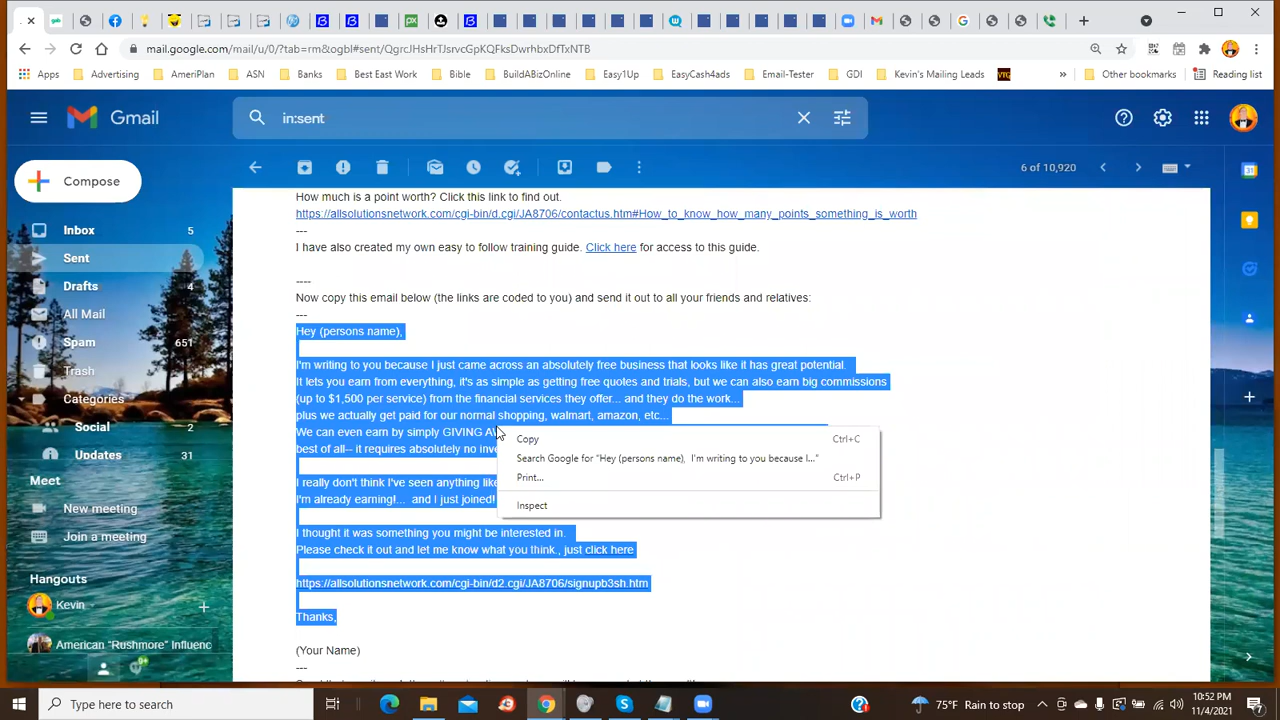 mail.google.com/mail/u/0/?tab=rm&ogbl#sent/QgrcJHsHrTJsrvcGpKQFksDwrhbxDfTxNTB
Apps
Advertising
AmeriPlan
ASN
Banks
Best East Work
Bible
BuildABizOnline
Easy1Up
EasyCash4ads
Email-Tester
GDI
Kevin's Mailing Leads
»
Other bookmarks
Reading list
Gmail
in:sent
Compose
6 of 10,920
Inbox 5
Sent
Drafts 4
All Mail
Spam 651
Trash
Categories
Social 2
Updates 31
Meet
New meeting
Join a meeting
Hangouts
Kevin
American “Rushmore” Influenc
How much is a point worth? Click this link to find out.
https://allsolutionsnetwork.com/cgi-bin/d.cgi/JA8706/contactus.htm#How_to_know_how_many_points_something_is_worth
---
I have also created my own easy to follow training guide. Click here for access to this guide.
----
Now copy this email below (the links are coded to you) and send it out to all your friends and relatives:
---
Hey (persons name),
I'm writing to you because I just came across an absolutely free business that looks like it has great potential.
It lets you earn from everything, it's as simple as getting free quotes and trials, but we can also earn big commissions
(up to $1,500 per service) from the financial services they offer... and they do the work...
plus we actually get paid for our normal shopping, walmart, amazon, etc...
We can even earn by simply GIVING AW
best of all-- it requires absolutely no inve
I really don't think I've seen anything like
I'm already earning!... and I just joined!
I thought it was something you might be interested in.
Please check it out and let me know what you think., just click here
https://allsolutionsnetwork.com/cgi-bin/d2.cgi/JA8706/signupb3sh.htm
Thanks,
(Your Name)
---
Copy Ctrl+C
Search Google for “Hey (persons name),  I'm writing to you because I...”
Print... Ctrl+P
Inspect
Type here to search
75°F Rain to stop
10:52 PM
11/4/2021